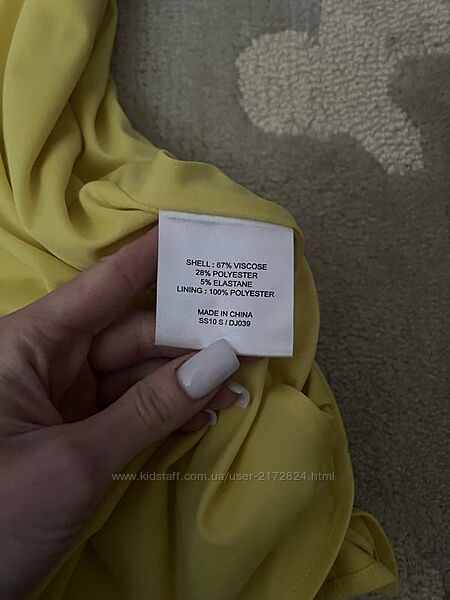 SHELL : 67% VISCOSE
28% POLYESTER
5% ELASTANE
LINING : 100% POLYESTER
MADE IN CHINA
SS10 S / DJ039
www.kidstaff.com.ua/user-2172824.html